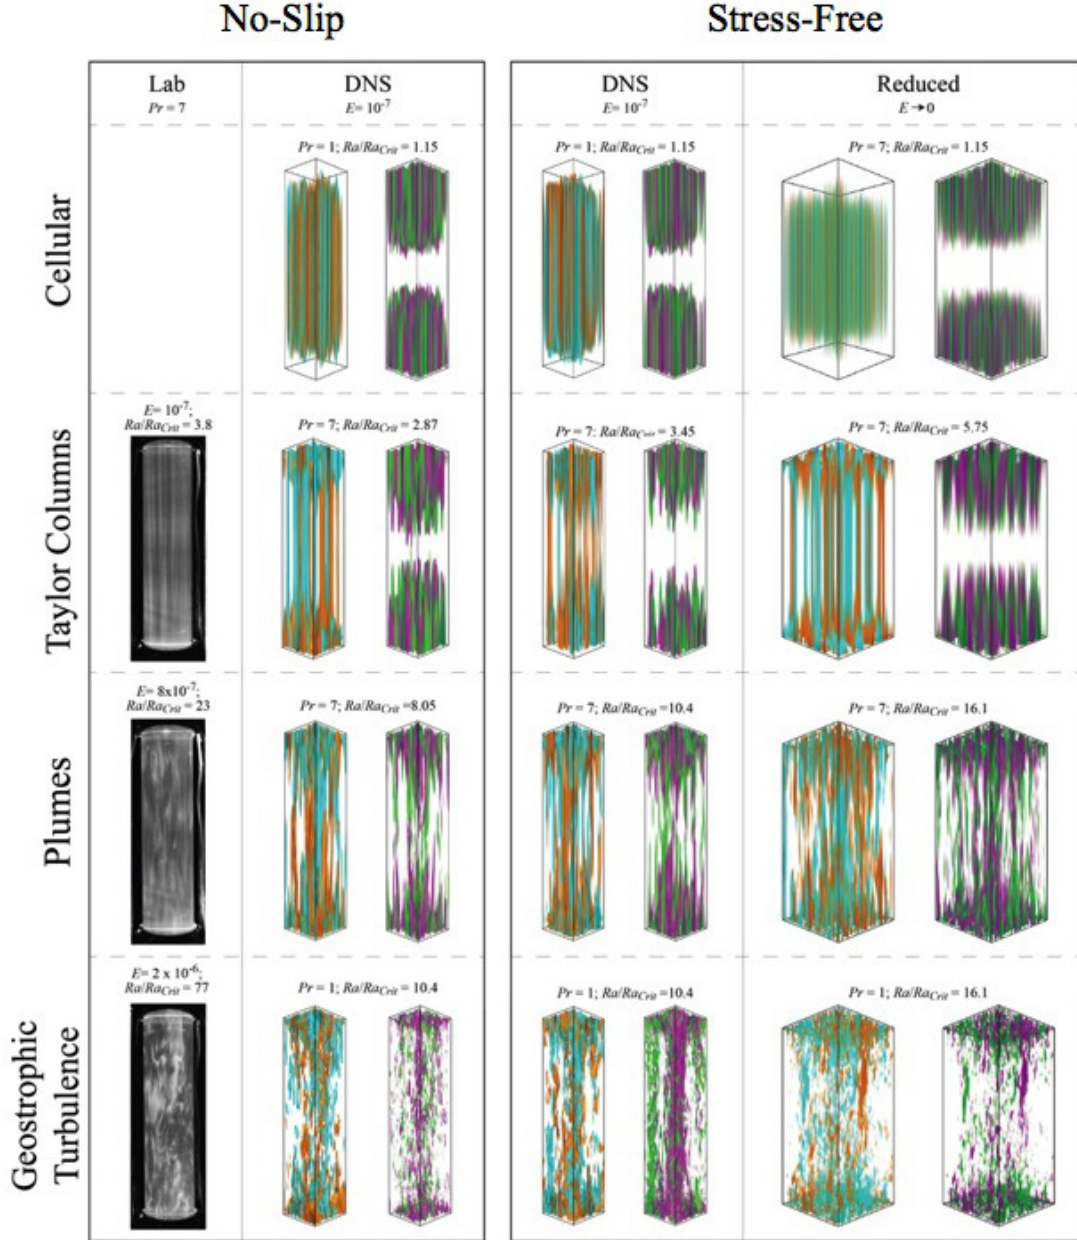 No-Slip
Stress-Free
Lab
Pr = 7
DNS
E= 10⁻⁷
DNS
E= 10⁻⁷
Reduced
E → 0
Cellular
Pr = 1; Ra/Ra_Crit = 1.15
Pr = 1; Ra/Ra_Crit = 1.15
Pr = 7; Ra/Ra_Crit = 1.15
Taylor Columns
E= 10⁻⁷;
Ra/Ra_Crit = 3.8
Pr = 7; Ra/Ra_Crit = 2.87
Pr = 7; Ra/Ra_Crit = 3.45
Pr = 7; Ra/Ra_Crit = 5.75
Plumes
E= 8x10⁻⁷;
Ra/Ra_Crit = 23
Pr = 7; Ra/Ra_Crit =8.05
Pr = 7; Ra/Ra_Crit =10.4
Pr = 7; Ra/Ra_Crit = 16.1
Geostrophic
Turbulence
E= 2 x 10⁻⁶;
Ra/Ra_Crit = 77
Pr = 1; Ra/Ra_Crit = 10.4
Pr = 1; Ra/Ra_Crit =10.4
Pr = 1; Ra/Ra_Crit = 16.1